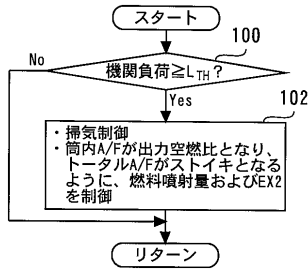 スタート
100
機関負荷≧LTH?
No
Yes
102
・掃気制御
・筒内A/Fが出力空燃比となり、
トータルA/Fがストイキとなる
ように、燃料噴射量およびEX2
を制御
リターン